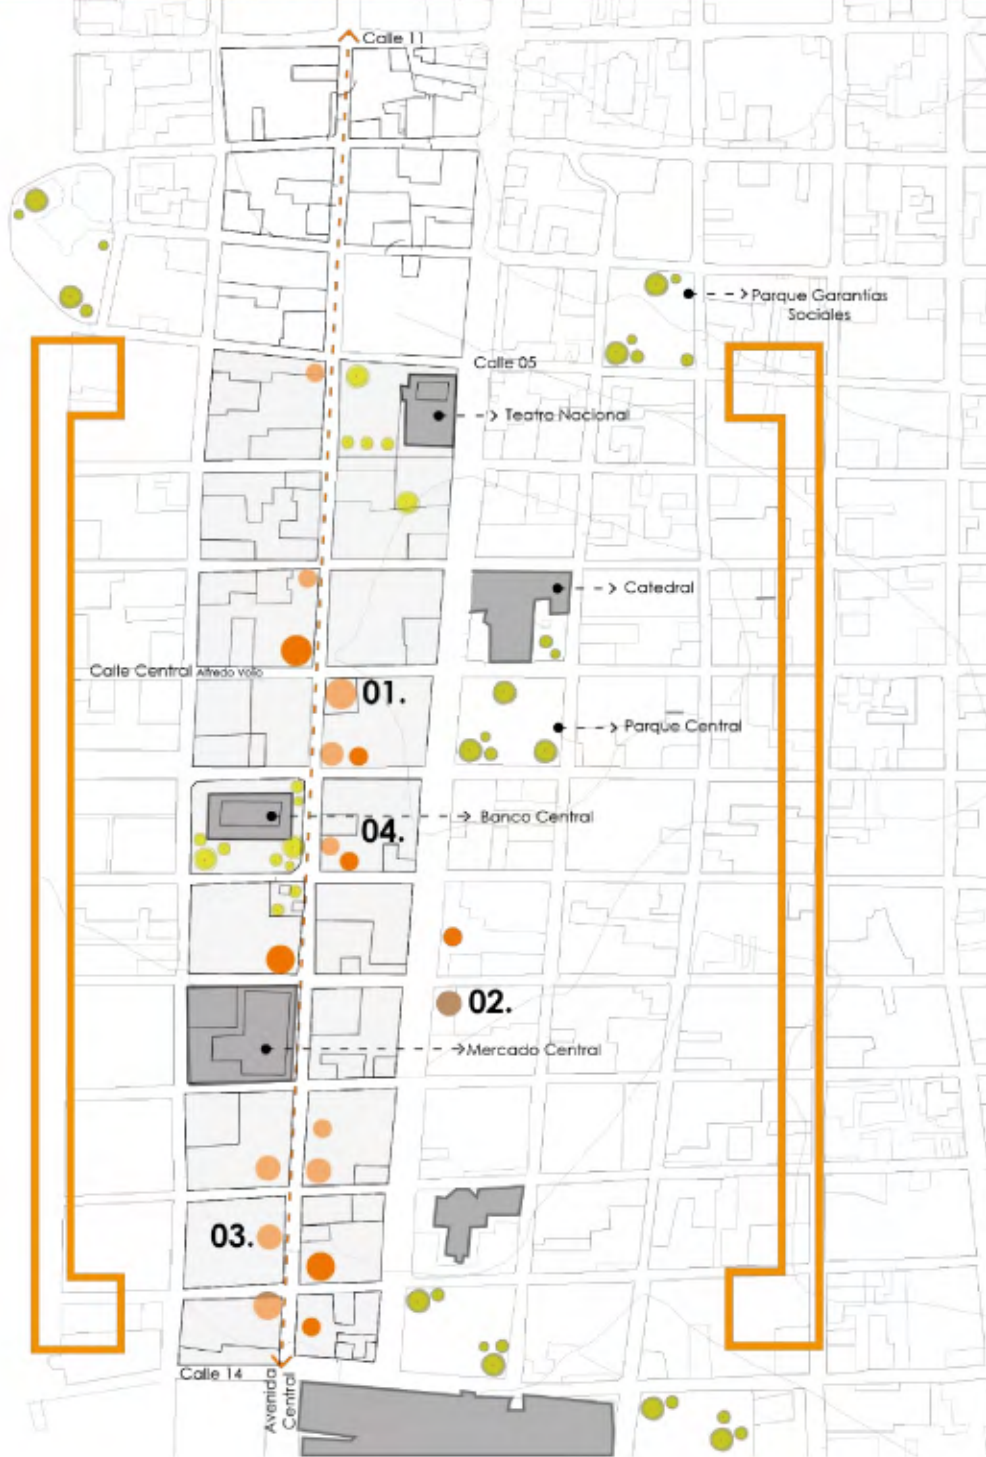 Calle 11
Parque Garantías
Sociales
Calle 05
Teatro Nacional
Catedral
Calle Central Alfredo Volio
01.
Parque Central
Banco Central
04.
02.
Mercado Central
03.
Calle 14
Avenida
Central